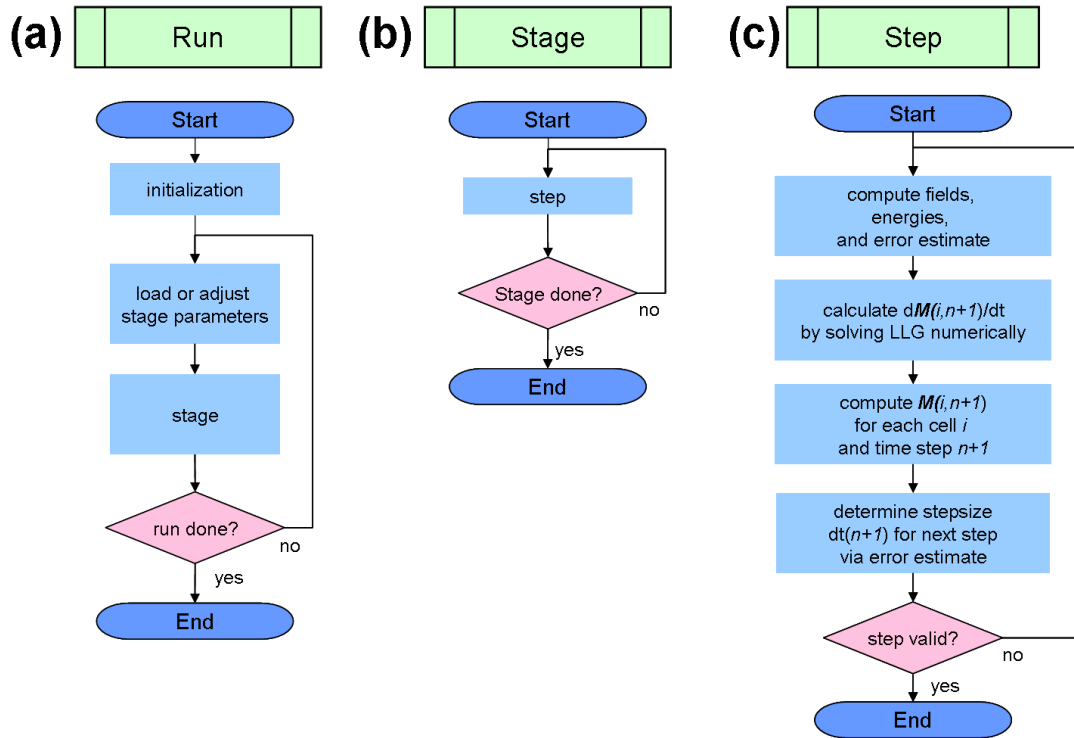 (a)
Run
Start
initialization
load or adjust
stage parameters
stage
run done?
no
yes
End
(b)
Stage
Start
step
Stage done?
no
yes
End
(c)
Step
Start
compute fields,
energies,
and error estimate
calculate dM(i,n+1)/dt
by solving LLG numerically
compute M(i,n+1)
for each cell i
and time step n+1
determine stepsize
dt(n+1) for next step
via error estimate
step valid?
no
yes
End